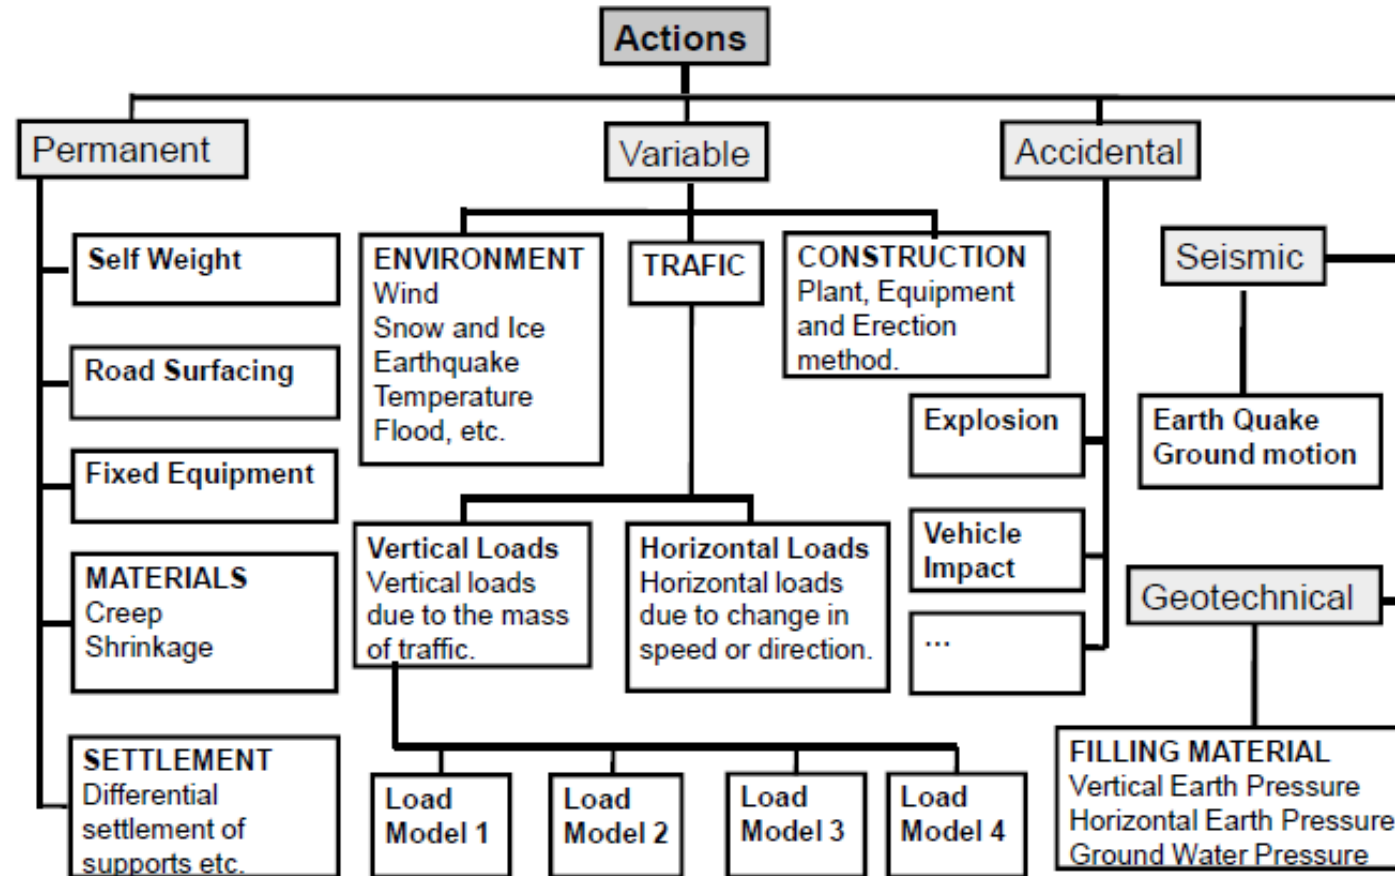 Actions
Permanent
Variable
Accidental
Self Weight
Road Surfacing
Fixed Equipment
MATERIALS
Creep
Shrinkage
SETTLEMENT
Differential
settlement of
supports etc.
ENVIRONMENT
Wind
Snow and Ice
Earthquake
Temperature
Flood, etc.
TRAFIC
CONSTRUCTION
Plant, Equipment
and Erection
method.
Vertical Loads
Vertical loads
due to the mass
of traffic.
Horizontal Loads
Horizontal loads
due to change in
speed or direction.
Load
Model 1
Load
Model 2
Load
Model 3
Load
Model 4
Explosion
Vehicle
Impact
...
Seismic
Earth Quake
Ground motion
Geotechnical
FILLING MATERIAL
Vertical Earth Pressure
Horizontal Earth Pressure
Ground Water Pressure